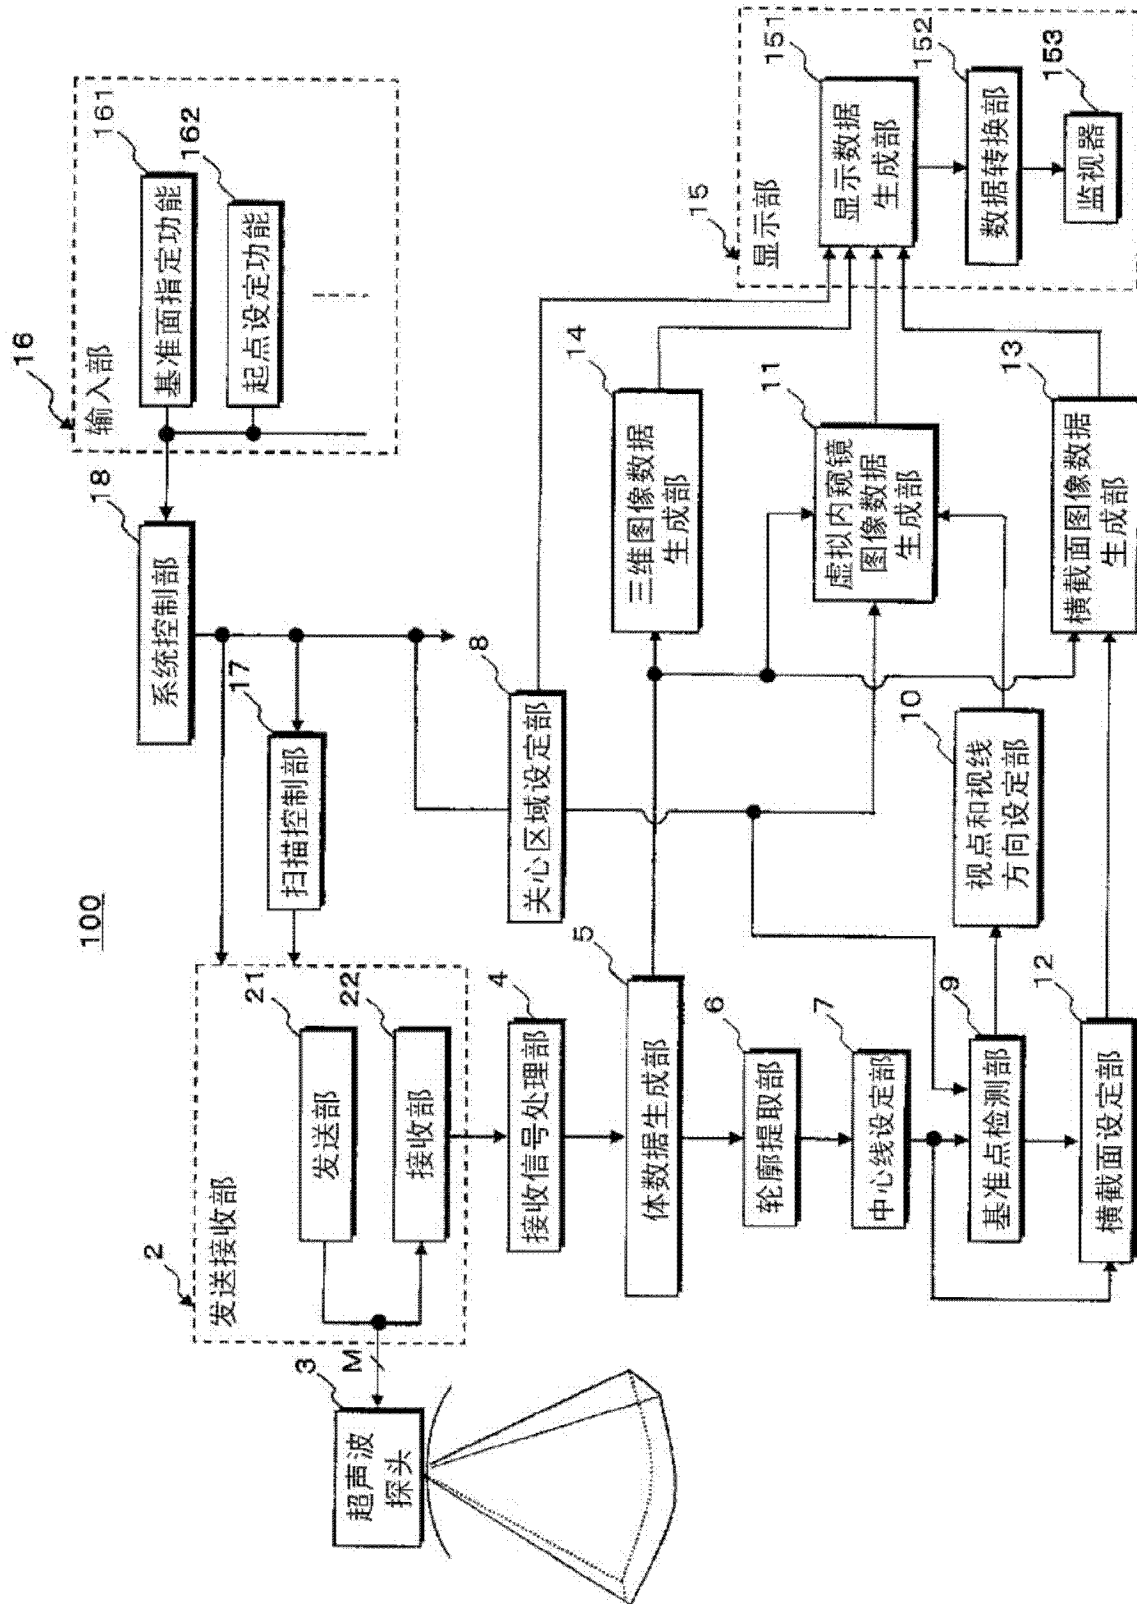 100
16
输入部
161
基准面指定功能
162
起点设定功能
18
系统控制部
17
扫描控制部
2
发送接收部
21
发送部
22
接收部
M
3
超声波
探头
4
接收信号处理部
5
体数据生成部
6
轮廓提取部
7
中心线设定部
8
关心区域设定部
9
基准点检测部
10
视点和视线
方向设定部
12
横截面设定部
14
三维图像数据
生成部
11
虚拟内窥镜
图像数据
生成部
13
横截面图像数据
生成部
15
显示部
151
显示数据
生成部
152
数据转换部
153
监视器